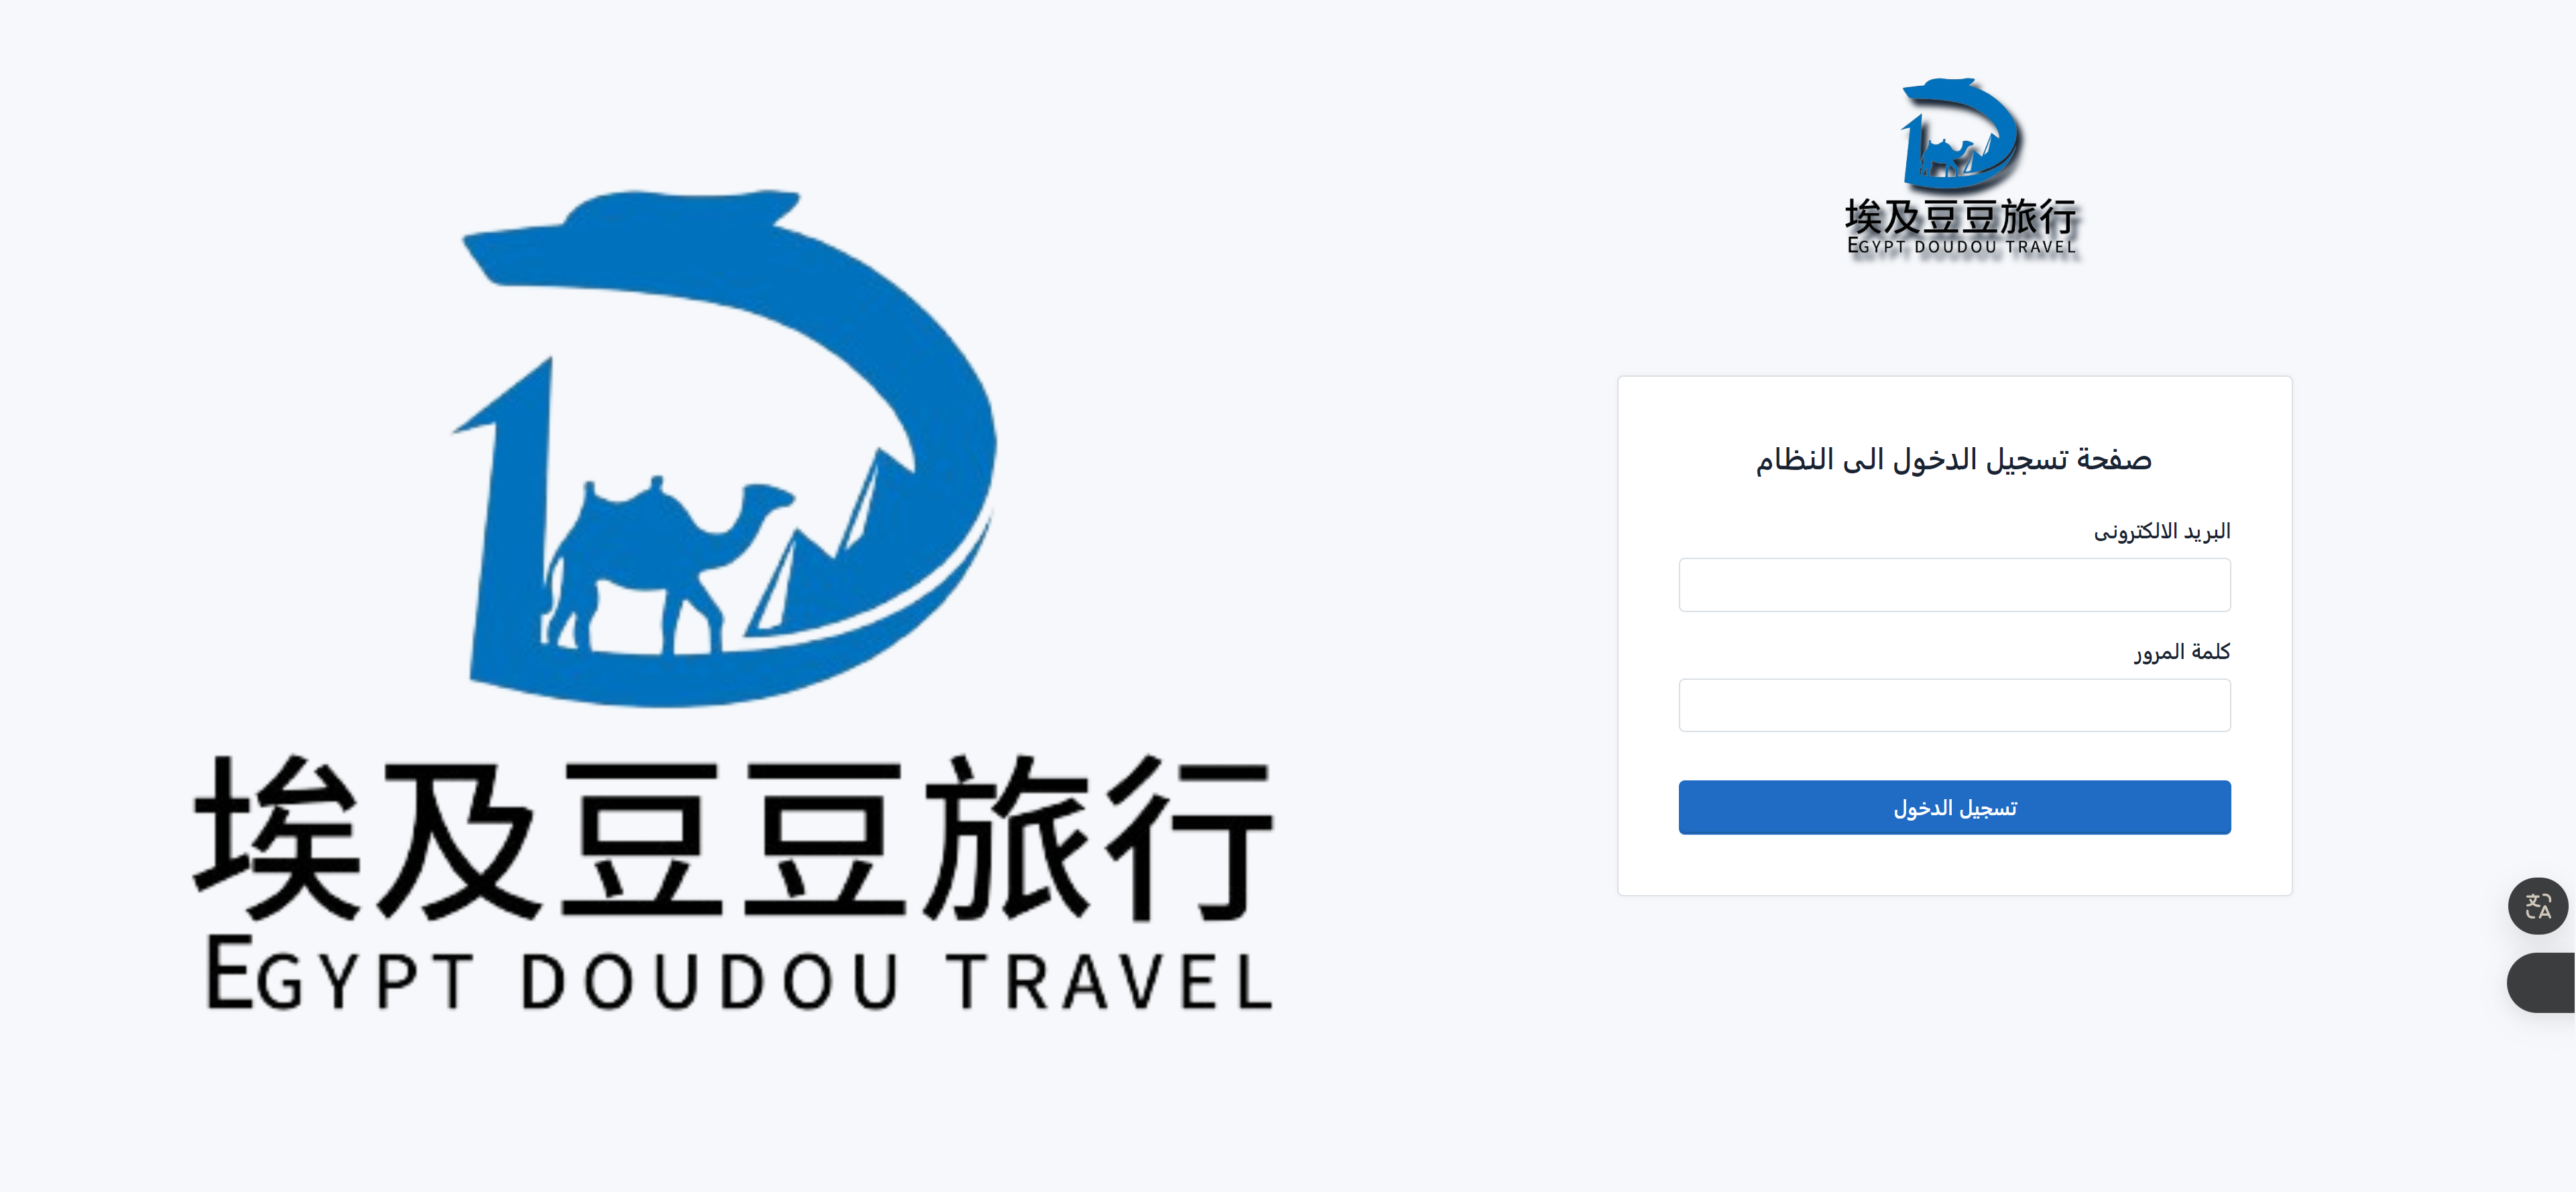 埃及豆豆旅行
EGYPT DOUDOU TRAVEL
埃及豆豆旅行
EGYPT DOUDOU TRAVEL
صفحة تسجيل الدخول الى النظام
البريد الالكترونى
كلمة المرور
تسجيل الدخول